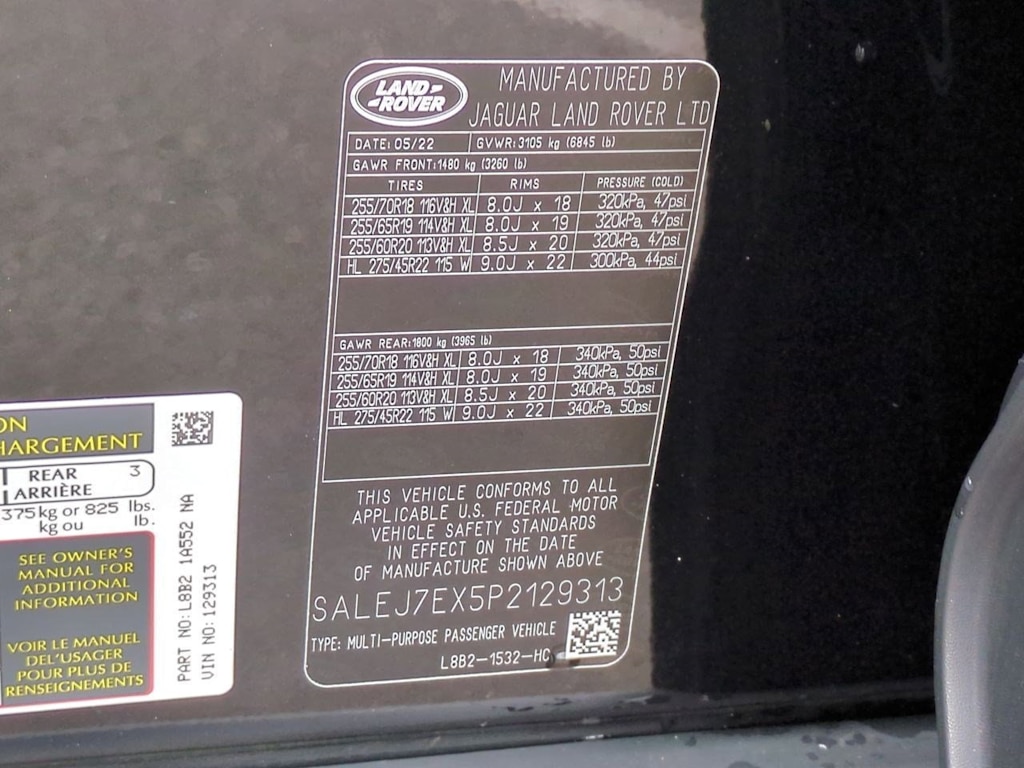 LAND ROVER
MANUFACTURED BY
JAGUAR LAND ROVER LTD
DATE: 05/22 GVWR: 3105 kg (6845 lb)
GAWR FRONT: 1480 kg (3260 lb)
TIRES RIMS PRESSURE (COLD)
255/70R18 116V&H XL 8.0J x 18 320kPa, 47psi
255/65R19 114V&H XL 8.0J x 19 320kPa, 47psi
255/60R20 113V&H XL 8.5J x 20 320kPa, 47psi
HL 275/45R22 115 W 9.0J x 22 300kPa, 44psi
GAWR REAR: 1800 kg (3965 lb)
255/70R18 116V&H XL 8.0J x 18 340kPa, 50psi
255/65R19 114V&H XL 8.0J x 19 340kPa, 50psi
255/60R20 113V&H XL 8.5J x 20 340kPa, 50psi
HL 275/45R22 115 W 9.0J x 22 340kPa, 50psi
THIS VEHICLE CONFORMS TO ALL
APPLICABLE U.S. FEDERAL MOTOR
VEHICLE SAFETY STANDARDS
IN EFFECT ON THE DATE
OF MANUFACTURE SHOWN ABOVE
SALEJ7EX5P2129313
TYPE: MULTI-PURPOSE PASSENGER VEHICLE
L8B2-1532-HC
ON
HARGEMENT
REAR 3
ARRIÈRE
375 kg or 825 lbs.
kg ou lb.
SEE OWNER'S
MANUAL FOR
ADDITIONAL
INFORMATION
VOIR LE MANUEL
DEL'USAGER
POUR PLUS DE
RENSEIGNEMENTS
PART NO: L8B2 1A552 NA
VIN NO: 129313